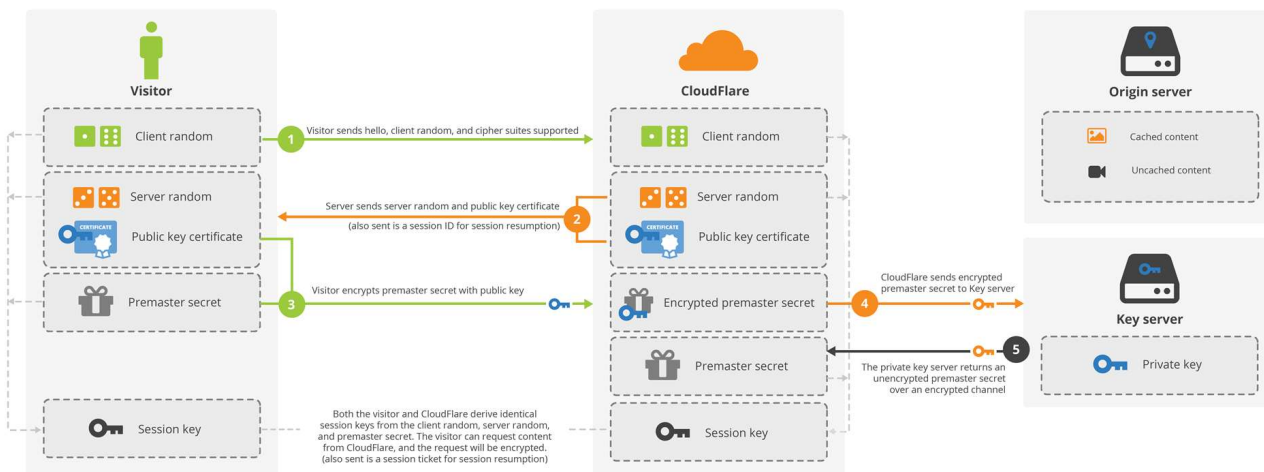 Visitor
CloudFlare
Origin server
Client random
1
Visitor sends hello, client random, and cipher suites supported
Client random
Cached content
Uncached content
Server random
Server sends server random and public key certificate
(also sent is a session ID for session resumption)
2
Server random
CERTIFICATE
Public key certificate
CERTIFICATE
Public key certificate
Premaster secret
3
Visitor encrypts premaster secret with public key
Encrypted premaster secret
4
CloudFlare sends encrypted
premaster secret to Key server
Key server
Premaster secret
5
The private key server returns an
unencrypted premaster secret
over an encrypted channel
Private key
Session key
Both the visitor and CloudFlare derive identical
session keys from the client random, server random,
and premaster secret. The visitor can request content
from CloudFlare, and the request will be encrypted.
(also sent is a session ticket for session resumption)
Session key